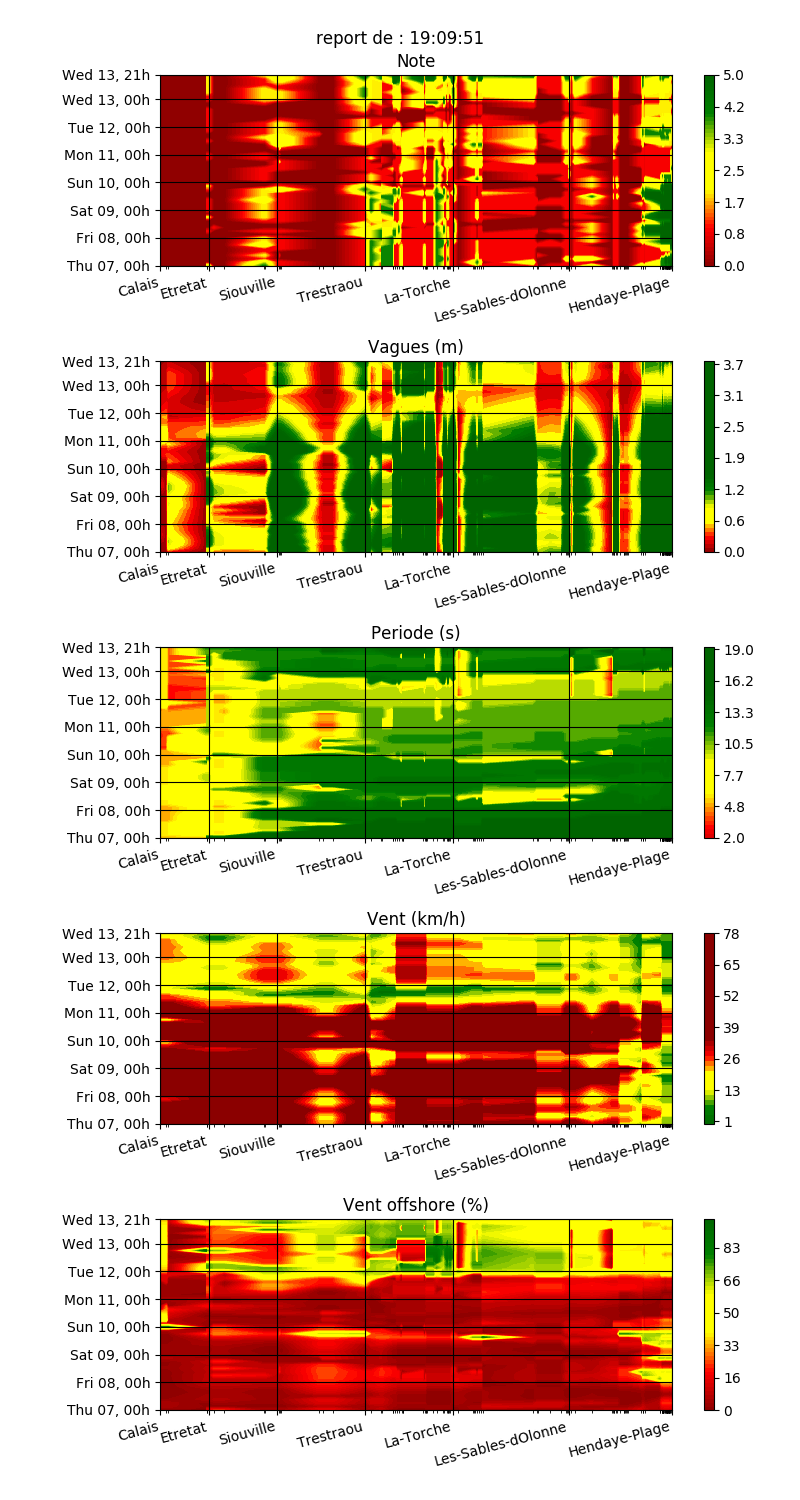 report de : 19:09:51
Note
Wed 13, 21h
Wed 13, 00h
Tue 12, 00h
Mon 11, 00h
Sun 10, 00h
Sat 09, 00h
Fri 08, 00h
Thu 07, 00h
5.0
4.2
3.3
2.5
1.7
0.8
0.0
Calais
Etretat
Siouville
Trestraou
La-Torche
Les-Sables-dOlonne
Hendaye-Plage
Vagues (m)
Wed 13, 21h
Wed 13, 00h
Tue 12, 00h
Mon 11, 00h
Sun 10, 00h
Sat 09, 00h
Fri 08, 00h
Thu 07, 00h
3.7
3.1
2.5
1.9
1.2
0.6
0.0
Calais
Etretat
Siouville
Trestraou
La-Torche
Les-Sables-dOlonne
Hendaye-Plage
Periode (s)
Wed 13, 21h
Wed 13, 00h
Tue 12, 00h
Mon 11, 00h
Sun 10, 00h
Sat 09, 00h
Fri 08, 00h
Thu 07, 00h
19.0
16.2
13.3
10.5
7.7
4.8
2.0
Calais
Etretat
Siouville
Trestraou
La-Torche
Les-Sables-dOlonne
Hendaye-Plage
Vent (km/h)
Wed 13, 21h
Wed 13, 00h
Tue 12, 00h
Mon 11, 00h
Sun 10, 00h
Sat 09, 00h
Fri 08, 00h
Thu 07, 00h
78
65
52
39
26
13
1
Calais
Etretat
Siouville
Trestraou
La-Torche
Les-Sables-dOlonne
Hendaye-Plage
Vent offshore (%)
Wed 13, 21h
Wed 13, 00h
Tue 12, 00h
Mon 11, 00h
Sun 10, 00h
Sat 09, 00h
Fri 08, 00h
Thu 07, 00h
83
66
50
33
16
0
Calais
Etretat
Siouville
Trestraou
La-Torche
Les-Sables-dOlonne
Hendaye-Plage